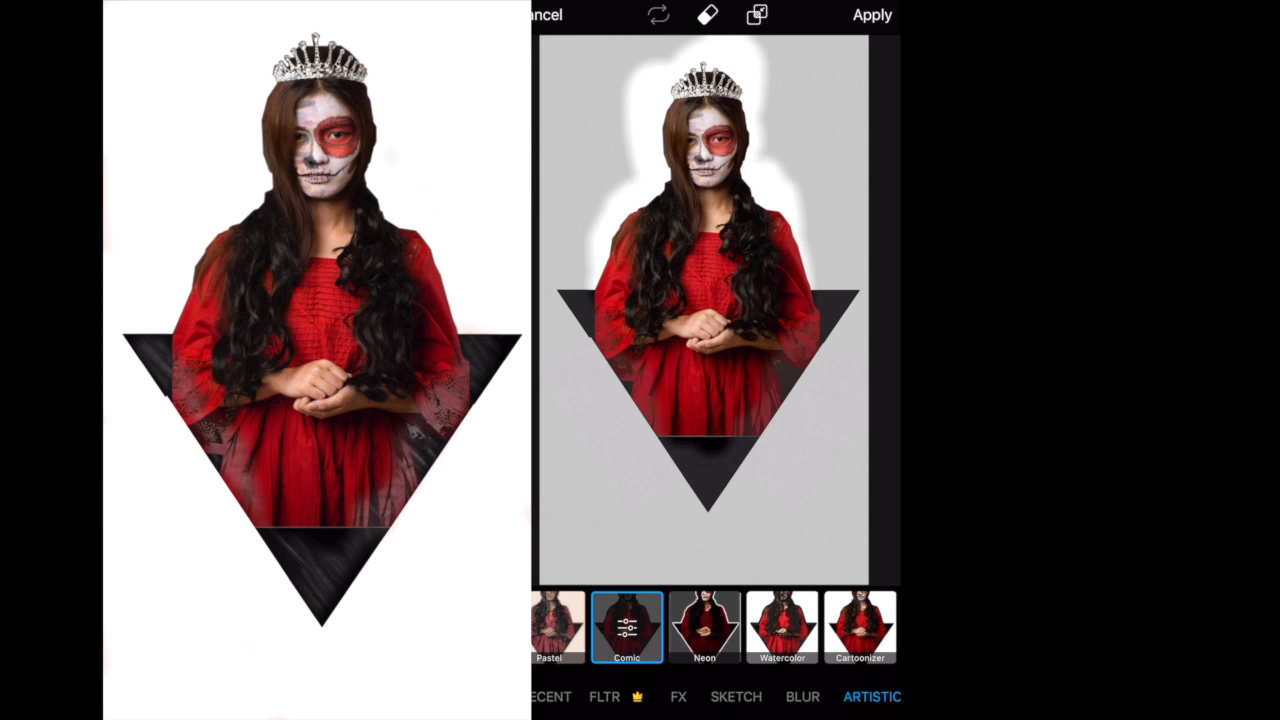 ancel
Apply
Pastel
Comic
Neon
Watercolor
Cartoonizer
ECENT
FLTR
FX
SKETCH
BLUR
ARTISTIC